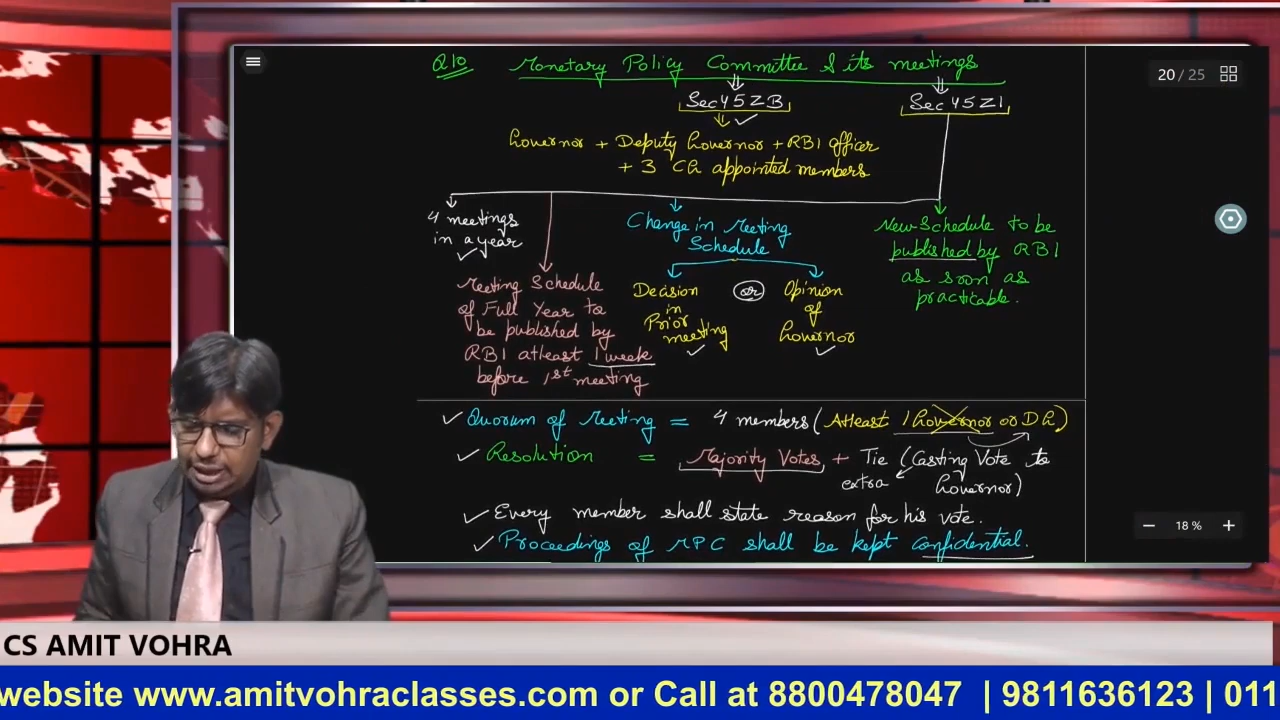 Q10 Monetary Policy Committee & its meetings
Sec 45ZB
Sec 45Z1
Governor + Deputy Governor + RBI officer
+ 3 CG appointed members
4 meetings
in a year
Meeting Schedule
of Full Year to
be published by
RBI atleast 1 week
before 1st meeting
Change in Meeting
Schedule
Decision
in
Prior
meeting
or
Opinion
of
Governor
New Schedule to be
published by RBI
as soon as
practicable.
Quorum of Meeting = 4 members (Atleast 1 Governor or DG)
Resolution = Majority Votes + Tie (Casting Vote to
extra Governor)
Every member shall state reason for his vote.
Proceedings of MPC shall be kept confidential.
20 / 25
18 %
CS AMIT VOHRA
website www.amitvohraclasses.com or Call at 8800478047 | 9811636123 | 011